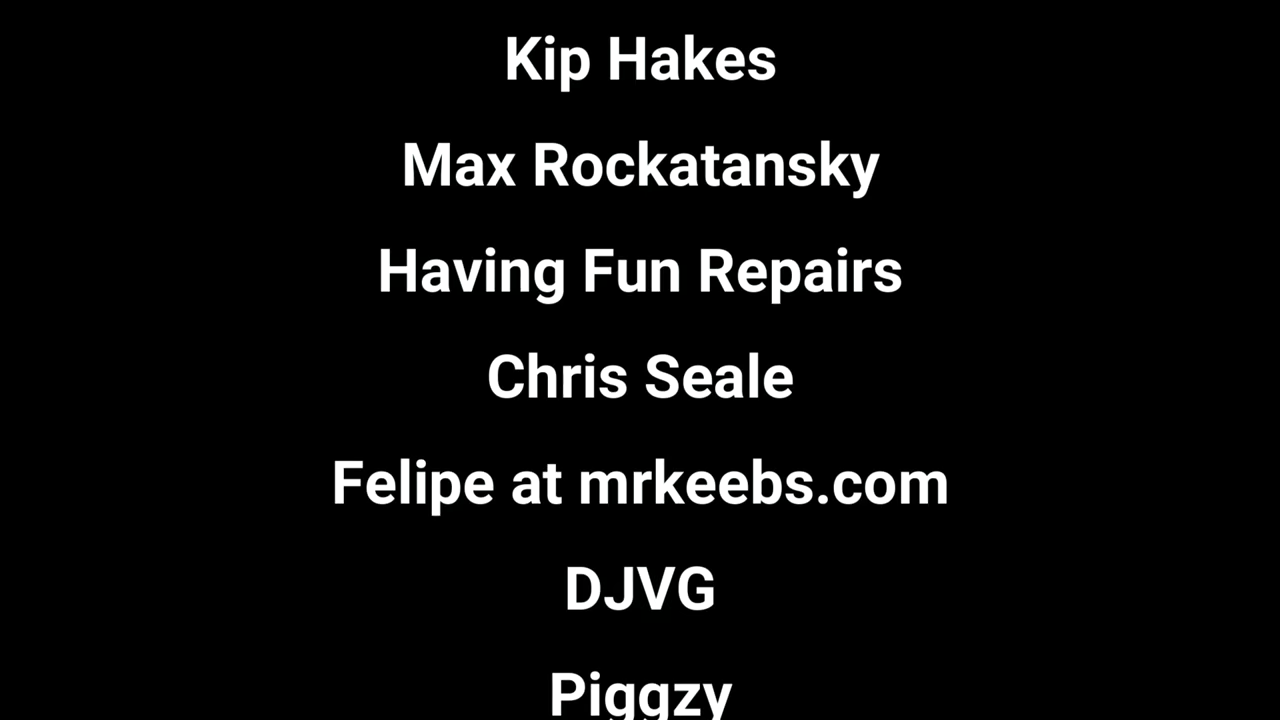 Kip Hakes
Max Rockatansky
Having Fun Repairs
Chris Seale
Felipe at mrkeebs.com
DJVG
Piggzy